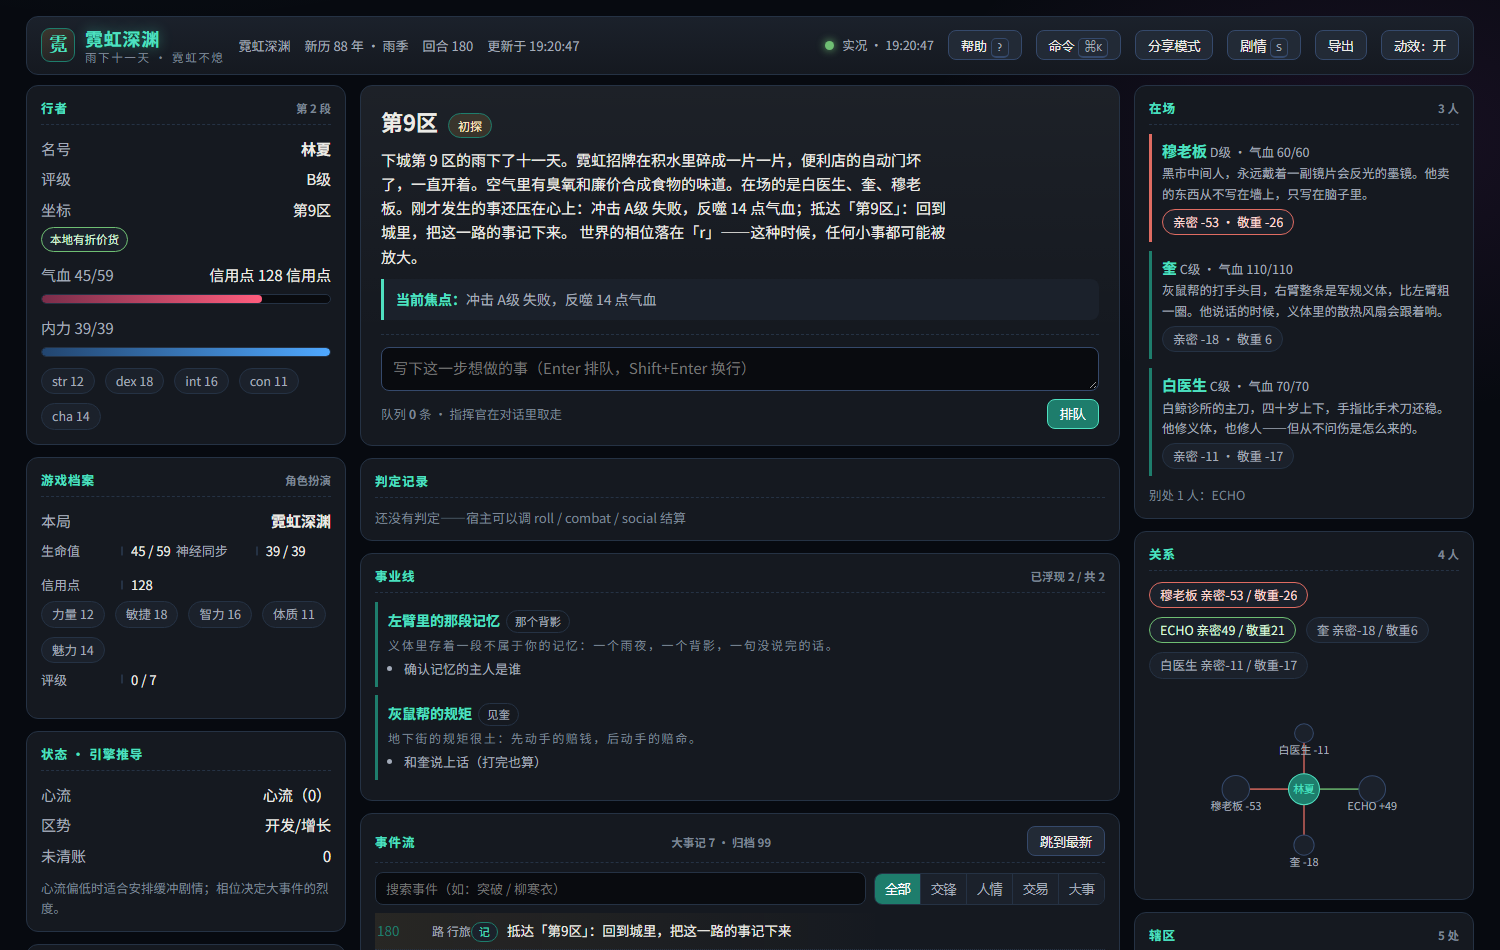 霓
霓虹深渊
雨下十一天 · 霓虹不熄
霓虹深渊 新历 88 年 · 雨季 回合 180 更新于 19:20:47
实况 · 19:20:47
帮助 ?
命令 ⌘K
分享模式
剧情 S
导出
动效：开
行者
第 2 段
名号 林夏
评级 B级
坐标 第9区
本地有折价货
气血 45/59 信用点 128 信用点
内力 39/39
str 12 dex 18 int 16 con 11
cha 14
游戏档案
角色扮演
本局 霓虹深渊
生命值 45 / 59 神经同步 39 / 39
信用点 128
力量 12 敏捷 18 智力 16 体质 11
魅力 14
评级 0 / 7
状态 · 引擎推导
心流 心流（0）
区势 开发/增长
未清账 0
心流偏低时适合安排缓冲剧情；相位决定大事件的烈
度。
第9区 初探
下城第 9 区的雨下了十一天。霓虹招牌在积水里碎成一片一片，便利店的自动门坏
了，一直开着。空气里有臭氧和廉价合成食物的味道。在场的是白医生、奎、穆老
板。刚才发生的事还压在心上：冲击 A级 失败，反噬 14 点气血；抵达「第9区」：回到
城里，把这一路的事记下来。 世界的相位落在「r」——这种时候，任何小事都可能被
放大。
当前焦点：冲击 A级 失败，反噬 14 点气血
写下这一步想做的事（Enter 排队，Shift+Enter 换行）
队列 0 条 · 指挥官在对话里取走
排队
判定记录
还没有判定——宿主可以调 roll / combat / social 结算
事业线
已浮现 2 / 共 2
左臂里的那段记忆 那个背影
义体里存着一段不属于你的记忆：一个雨夜，一个背影，一句没说完的话。
• 确认记忆的主人是谁
灰鼠帮的规矩 见奎
地下街的规矩很土：先动手的赔钱，后动手的赔命。
• 和奎说上话（打完也算）
事件流
大事记 7 · 归档 99
跳到最新
搜索事件（如：突破 / 柳寒衣）
全部 交锋 人情 交易 大事
180 路 行旅 记 抵达「第9区」：回到城里，把这一路的事记下来
在场
3 人
穆老板 D级 · 气血 60/60
黑市中间人，永远戴着一副镜片会反光的墨镜。他卖
的东西从不写在墙上，只写在脑子里。
亲密 -53 · 敬重 -26
奎 C级 · 气血 110/110
灰鼠帮的打手头目，右臂整条是军规义体，比左臂粗
一圈。他说话的时候，义体里的散热风扇会跟着响。
亲密 -18 · 敬重 6
白医生 C级 · 气血 70/70
白鲸诊所的主刀，四十岁上下，手指比手术刀还稳。
他修义体，也修人——但从不问伤是怎么来的。
亲密 -11 · 敬重 -17
别处 1 人：ECHO
关系
4 人
穆老板 亲密-53 / 敬重-26
ECHO 亲密49 / 敬重21 奎 亲密-18 / 敬重6
白医生 亲密-11 / 敬重-17
白医生 -11
穆老板 -53
林夏
ECHO +49
奎 -18
辖区
5 处